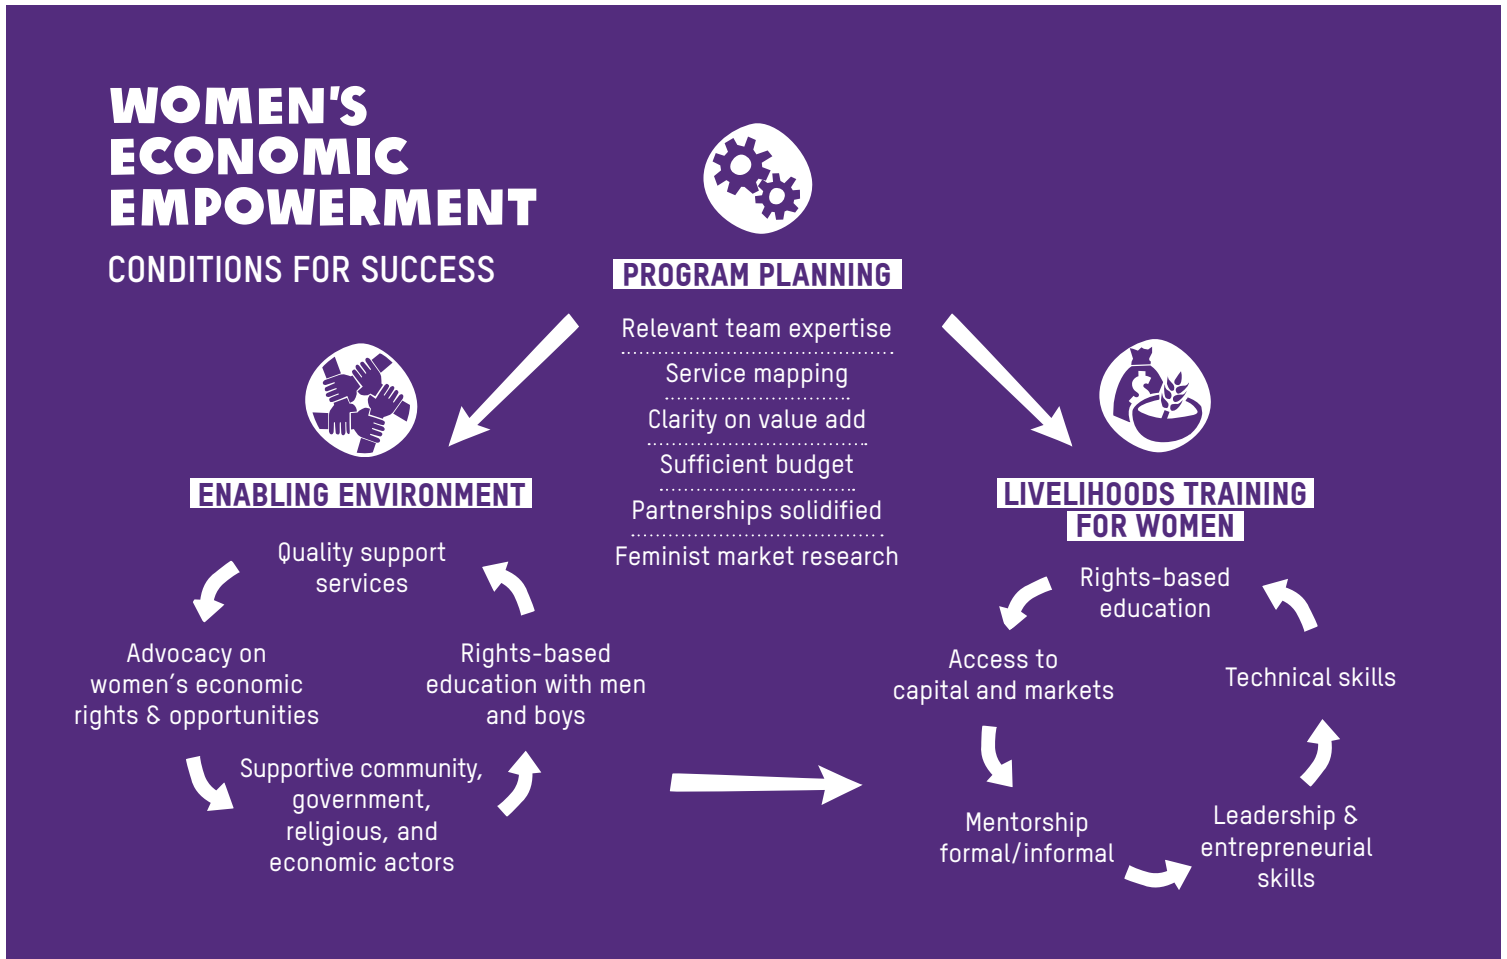 WOMEN'S
ECONOMIC
EMPOWERMENT
CONDITIONS FOR SUCCESS
PROGRAM PLANNING
Relevant team expertise
Service mapping
Clarity on value add
Sufficient budget
Partnerships solidified
Feminist market research
ENABLING ENVIRONMENT
Quality support
services
Advocacy on
women's economic
rights & opportunities
Supportive community,
government,
religious, and
economic actors
Rights-based
education with men
and boys
LIVELIHOODS TRAINING
FOR WOMEN
Rights-based
education
Access to
capital and markets
Mentorship
formal/informal
Leadership &
entrepreneurial
skills
Technical skills